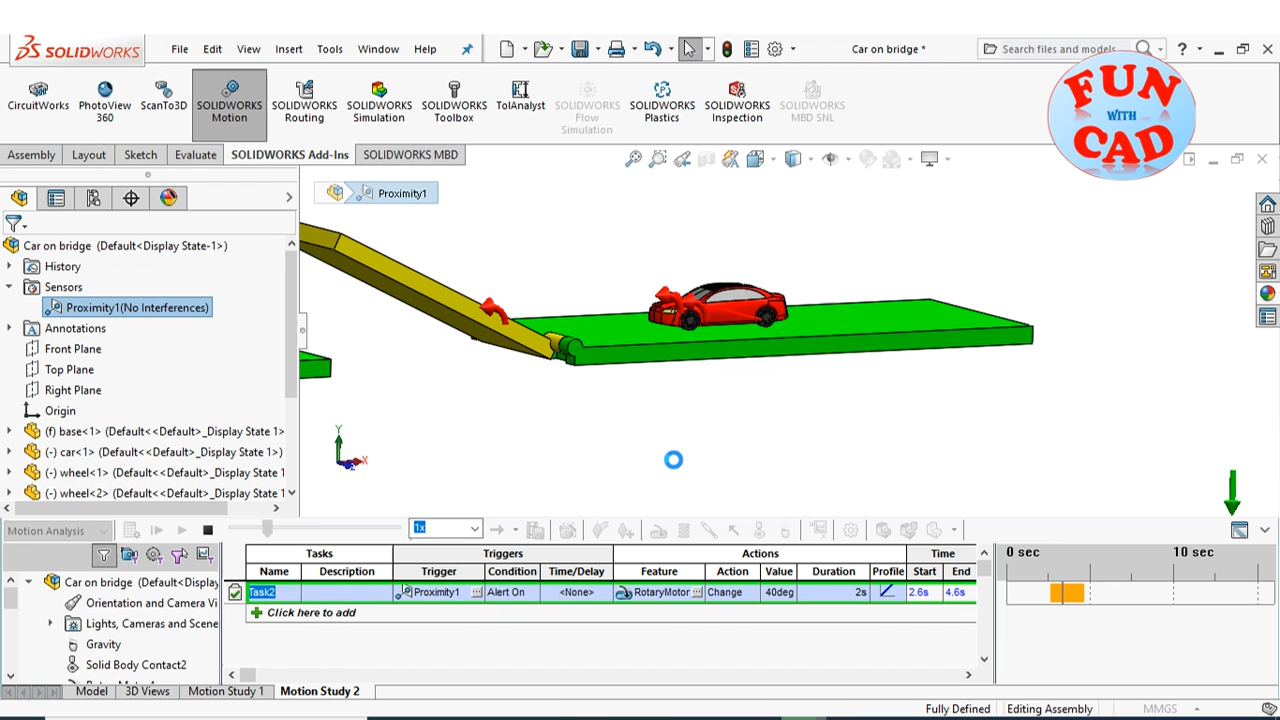 SOLIDWORKS File Edit View Insert Tools Window Help Car on bridge * Search files and models ?
CircuitWorks PhotoView 360 ScanTo3D SOLIDWORKS Motion SOLIDWORKS Routing SOLIDWORKS Simulation SOLIDWORKS Toolbox TolAnalyst SOLIDWORKS Flow Simulation SOLIDWORKS Plastics SOLIDWORKS Inspection SOLIDWORKS MBD SNL
FUN
WITH
CAD
Assembly Layout Sketch Evaluate SOLIDWORKS Add-Ins SOLIDWORKS MBD
Proximity1
Car on bridge (Default<Display State-1>)
History
Sensors
Proximity1(No Interferences)
Annotations
Front Plane
Top Plane
Right Plane
Origin
(f) base<1> (Default<<Default>_Display State 1>
(-) car<1> (Default<<Default>_Display State 1>)
(-) wheel<1> (Default<<Default>_Display State 1
(-) wheel<2> (Default<<Default>_Display State 1
Y
X
Motion Analysis 1x
Tasks Triggers Actions Time 0 sec 10 sec
Name Description Trigger Condition Time/Delay Feature Action Value Duration Profile Start End
Task2 Proximity1 Alert On <None> RotaryMotor Change 40deg 2s 2.6s 4.6s
Click here to add
Car on bridge (Default<Display
Orientation and Camera Vi
Lights, Cameras and Scene
Gravity
Solid Body Contact2
Model 3D Views Motion Study 1 Motion Study 2
Fully Defined Editing Assembly MMGS